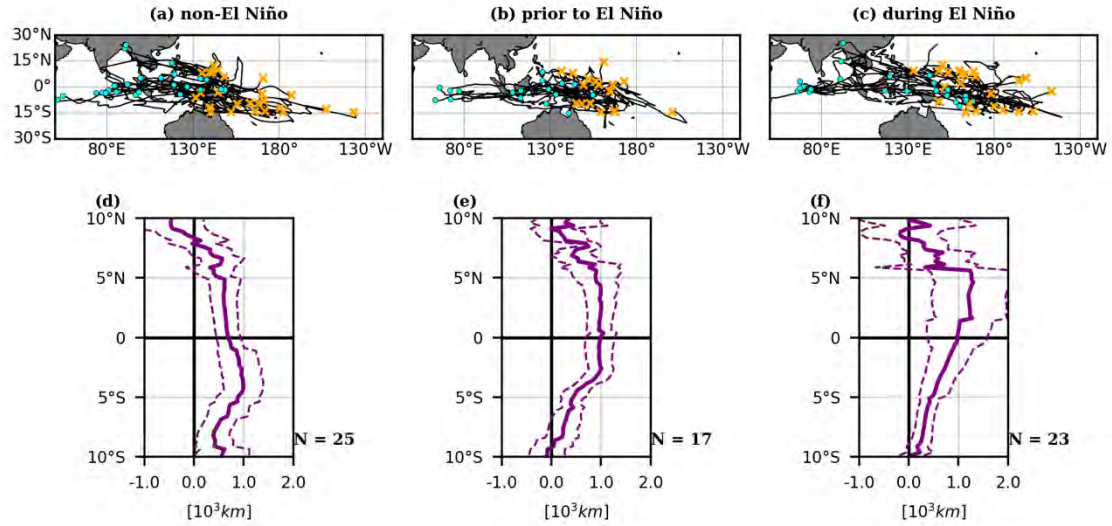 (a) non-El Niño
(b) prior to El Niño
(c) during El Niño
30°N
15°N
0°
15°S
30°S
80°E 130°E 180° 130°W
80°E 130°E 180° 130°W
80°E 130°E 180° 130°W
(d)
(e)
(f)
10°N
5°N
0
5°S
10°S
10°N
5°N
0
5°S
10°S
10°N
5°N
0
5°S
10°S
N = 25
N = 17
N = 23
-1.0 0.0 1.0 2.0
-1.0 0.0 1.0 2.0
-1.0 0.0 1.0 2.0
[10³km]
[10³km]
[10³km]